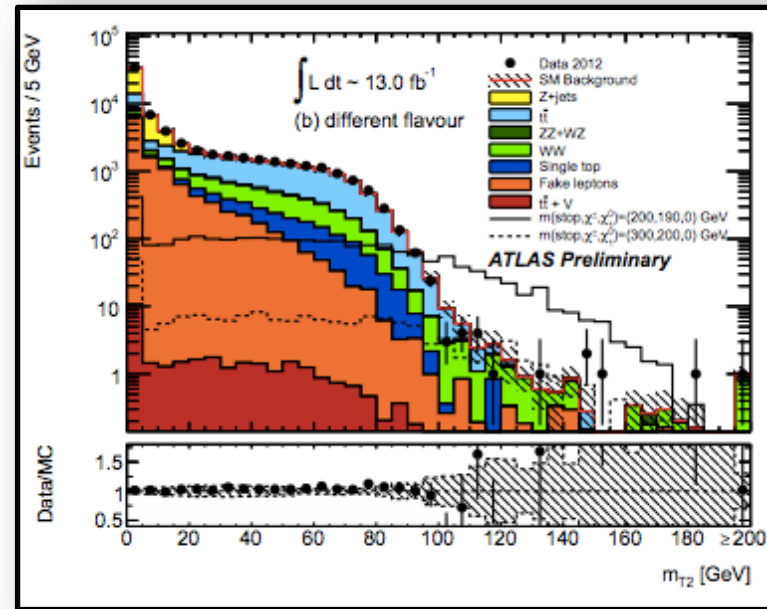 Events / 5 GeV
10⁵
10⁴
10³
10²
10
1
∫ L dt ~ 13.0 fb⁻¹
(b) different flavour
Data 2012
SM Background
Z+jets
tt̄
ZZ+WZ
WW
Single top
Fake leptons
tt̄ + V
m(stop,χ±,χ⁰₁)=(200,190,0) GeV
m(stop,χ±,χ⁰₁)=(300,200,0) GeV
ATLAS Preliminary
Data/MC
1.5
1
0.5
0 20 40 60 80 100 120 140 160 180 ≥200
m_T2 [GeV]